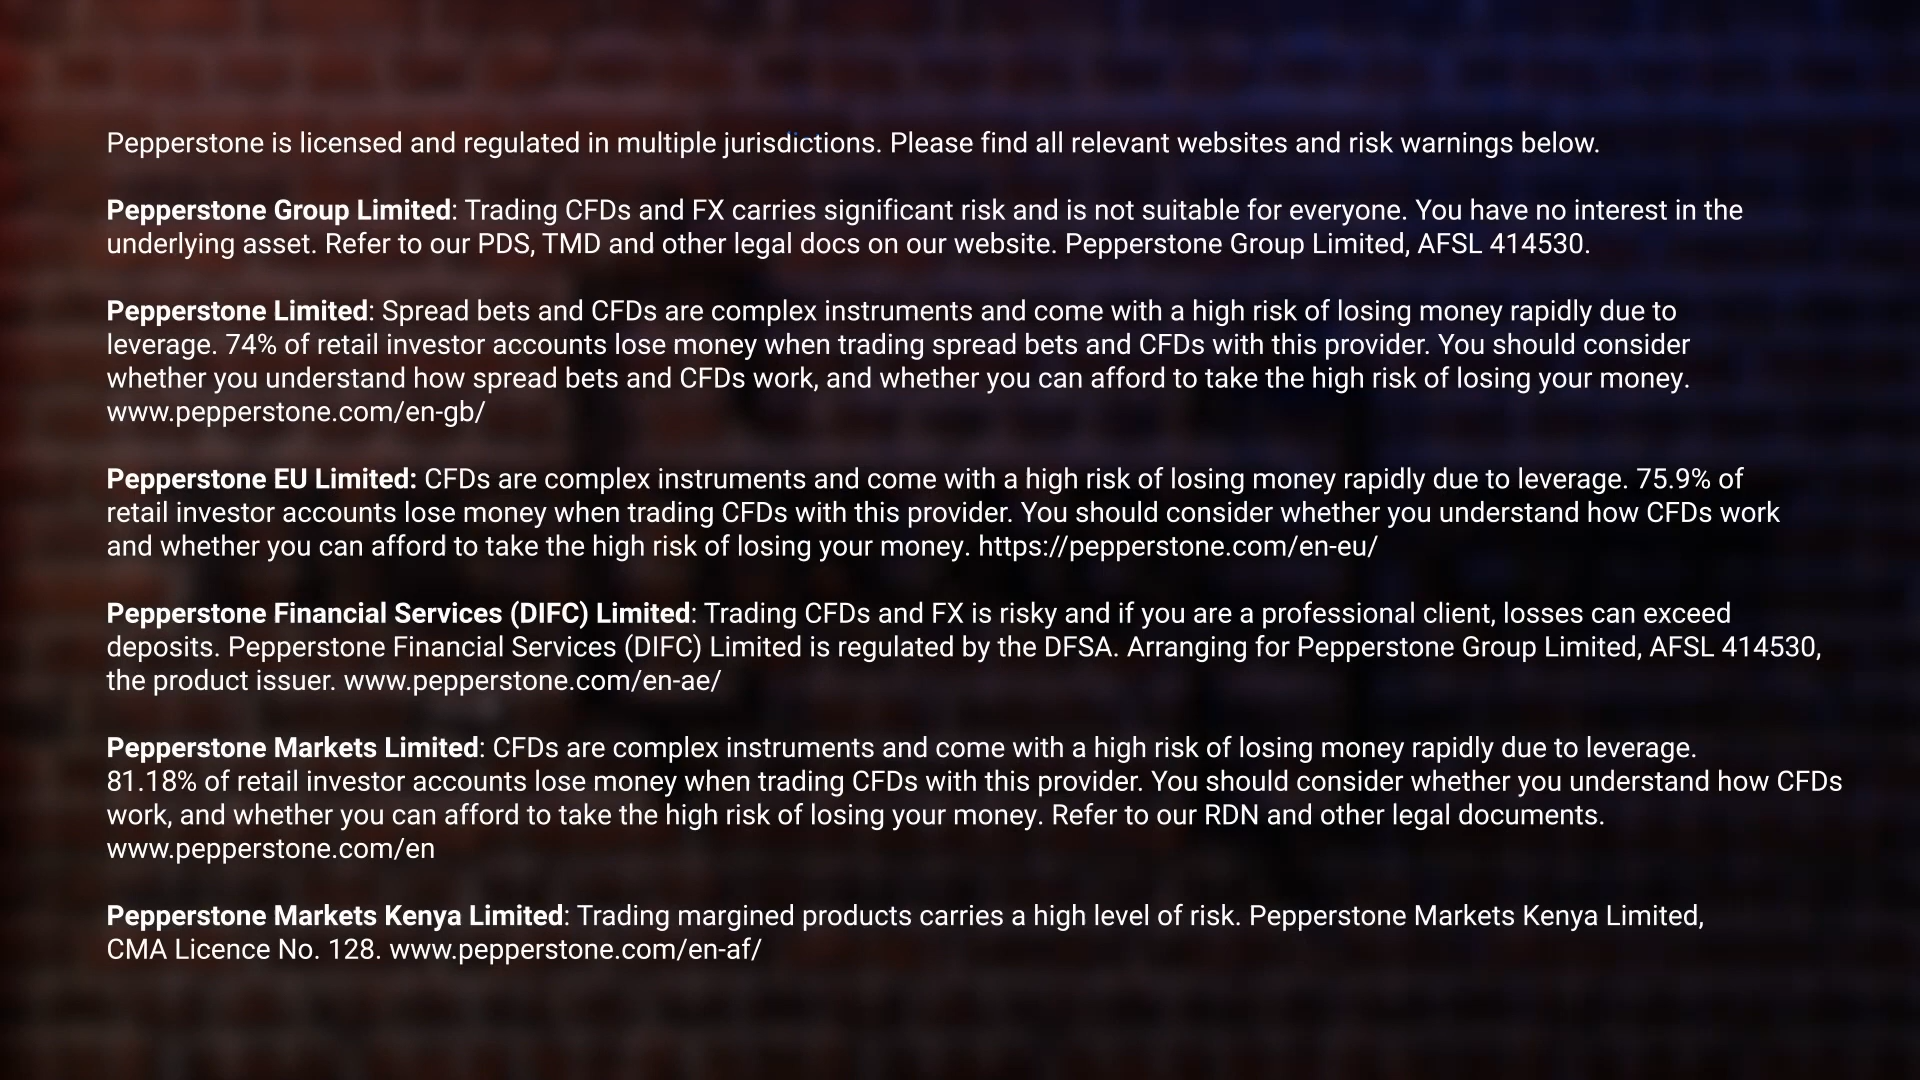 Pepperstone is licensed and regulated in multiple jurisdictions. Please find all relevant websites and risk warnings below.
Pepperstone Group Limited: Trading CFDs and FX carries significant risk and is not suitable for everyone. You have no interest in the
underlying asset. Refer to our PDS, TMD and other legal docs on our website. Pepperstone Group Limited, AFSL 414530.
Pepperstone Limited: Spread bets and CFDs are complex instruments and come with a high risk of losing money rapidly due to
leverage. 74% of retail investor accounts lose money when trading spread bets and CFDs with this provider. You should consider
whether you understand how spread bets and CFDs work, and whether you can afford to take the high risk of losing your money.
www.pepperstone.com/en-gb/
Pepperstone EU Limited: CFDs are complex instruments and come with a high risk of losing money rapidly due to leverage. 75.9% of
retail investor accounts lose money when trading CFDs with this provider. You should consider whether you understand how CFDs work
and whether you can afford to take the high risk of losing your money. https://pepperstone.com/en-eu/
Pepperstone Financial Services (DIFC) Limited: Trading CFDs and FX is risky and if you are a professional client, losses can exceed
deposits. Pepperstone Financial Services (DIFC) Limited is regulated by the DFSA. Arranging for Pepperstone Group Limited, AFSL 414530,
the product issuer. www.pepperstone.com/en-ae/
Pepperstone Markets Limited: CFDs are complex instruments and come with a high risk of losing money rapidly due to leverage.
81.18% of retail investor accounts lose money when trading CFDs with this provider. You should consider whether you understand how CFDs
work, and whether you can afford to take the high risk of losing your money. Refer to our RDN and other legal documents.
www.pepperstone.com/en
Pepperstone Markets Kenya Limited: Trading margined products carries a high level of risk. Pepperstone Markets Kenya Limited,
CMA Licence No. 128. www.pepperstone.com/en-af/